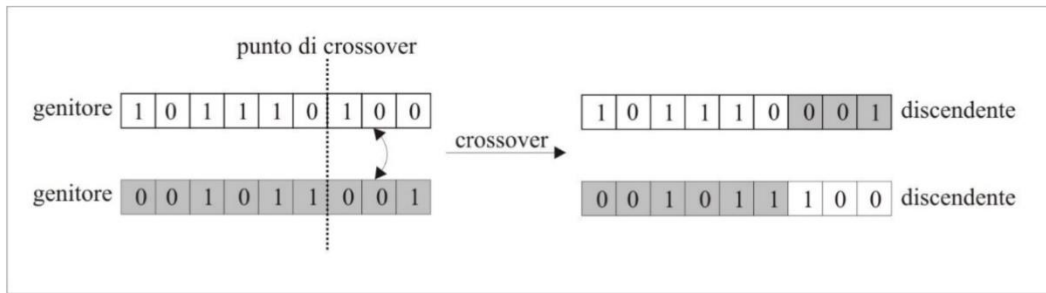 punto di crossover
genitore 1 0 1 1 1 0 1 0 0
1 0 1 1 1 0 0 0 1 discendente
crossover
genitore 0 0 1 0 1 1 0 0 1
0 0 1 0 1 1 1 0 0 discendente